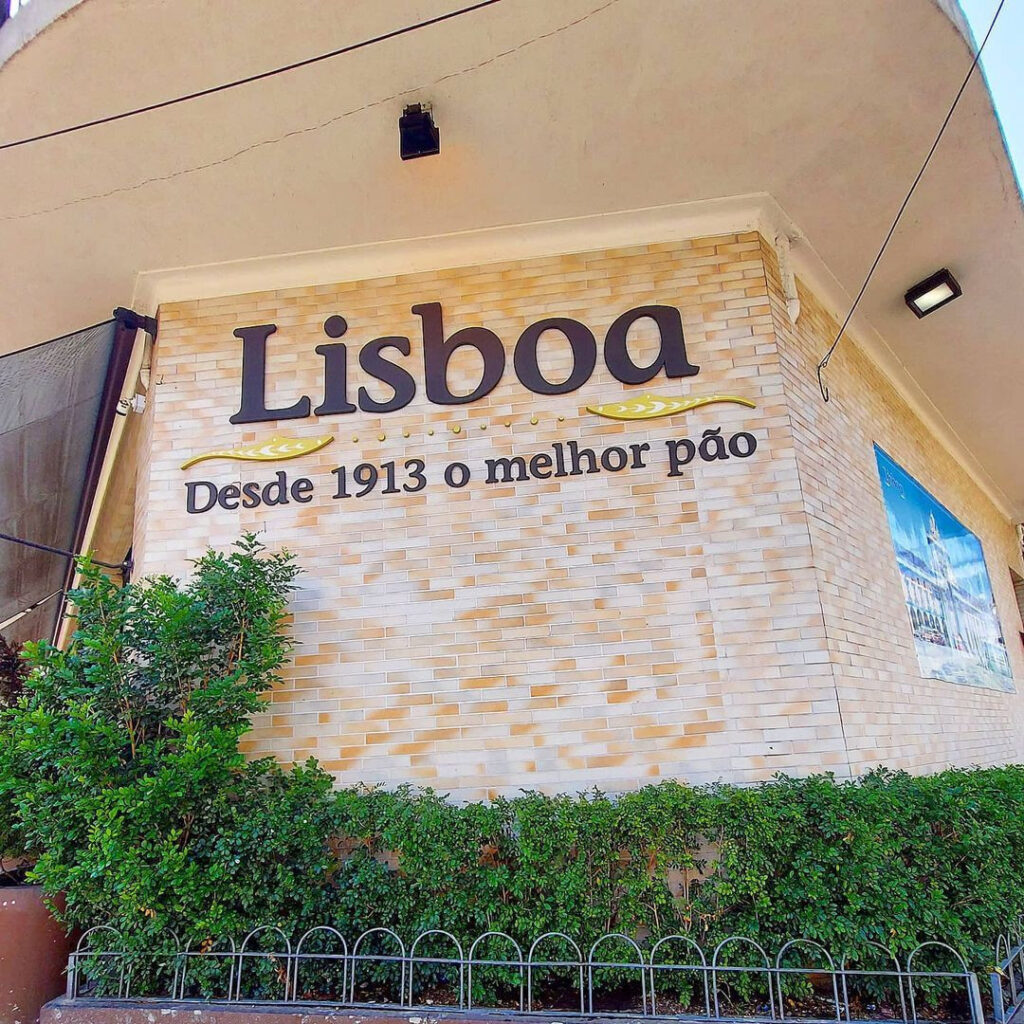 Lisboa
Desde 1913 o melhor pão